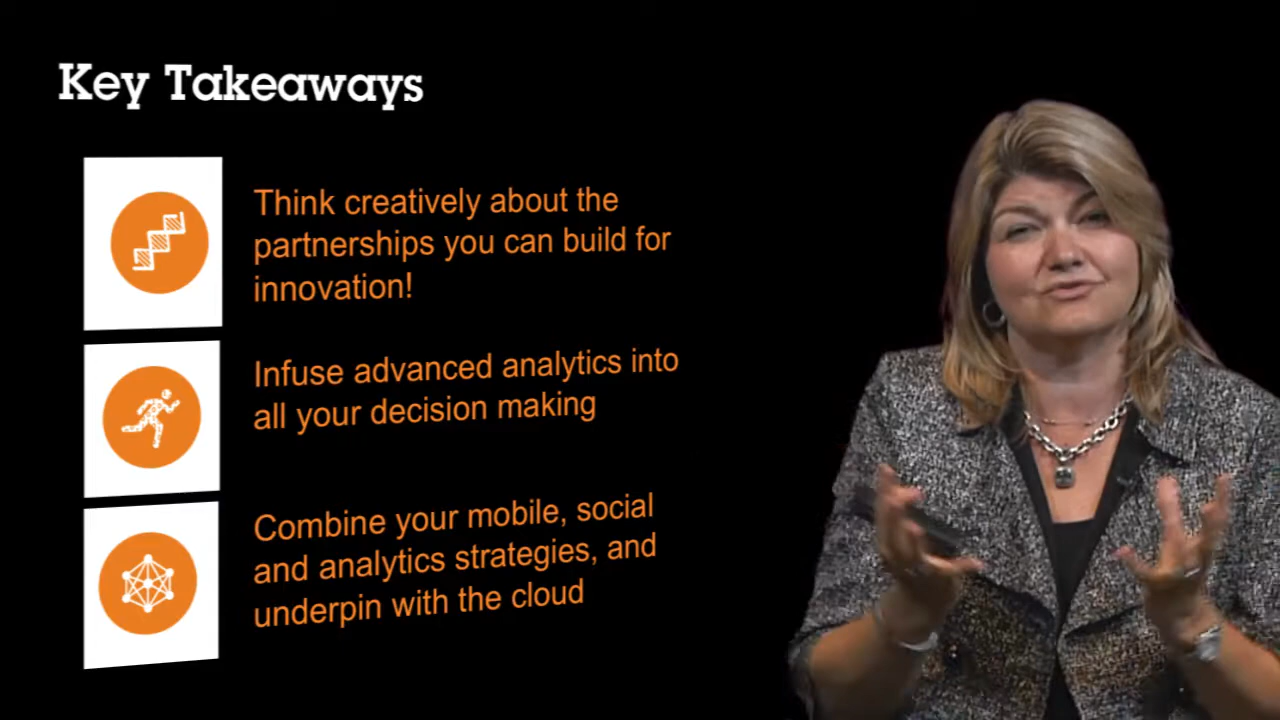 Key Takeaways
Think creatively about the
partnerships you can build for
innovation!
Infuse advanced analytics into
all your decision making
Combine your mobile, social
and analytics strategies, and
underpin with the cloud